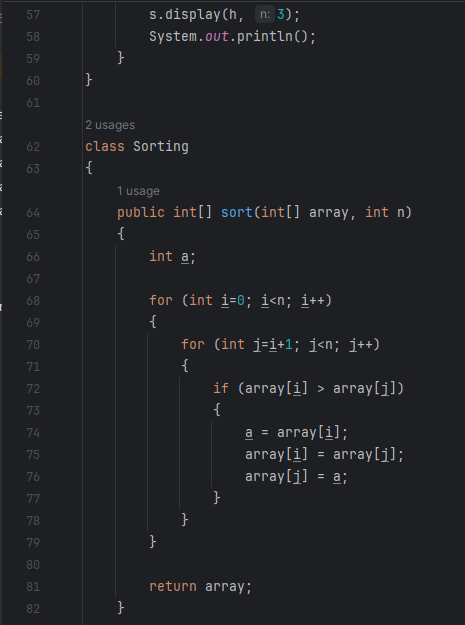 57 s.display(h, n: 3);
58 System.out.println();
59 }
60 }
61
2 usages
62 class Sorting
63 {
1 usage
64 public int[] sort(int[] array, int n)
65 {
66 int a;
67
68 for (int i=0; i<n; i++)
69 {
70 for (int j=i+1; j<n; j++)
71 {
72 if (array[i] > array[j])
73 {
74 a = array[i];
75 array[i] = array[j];
76 array[j] = a;
77 }
78 }
79 }
80
81 return array;
82 }